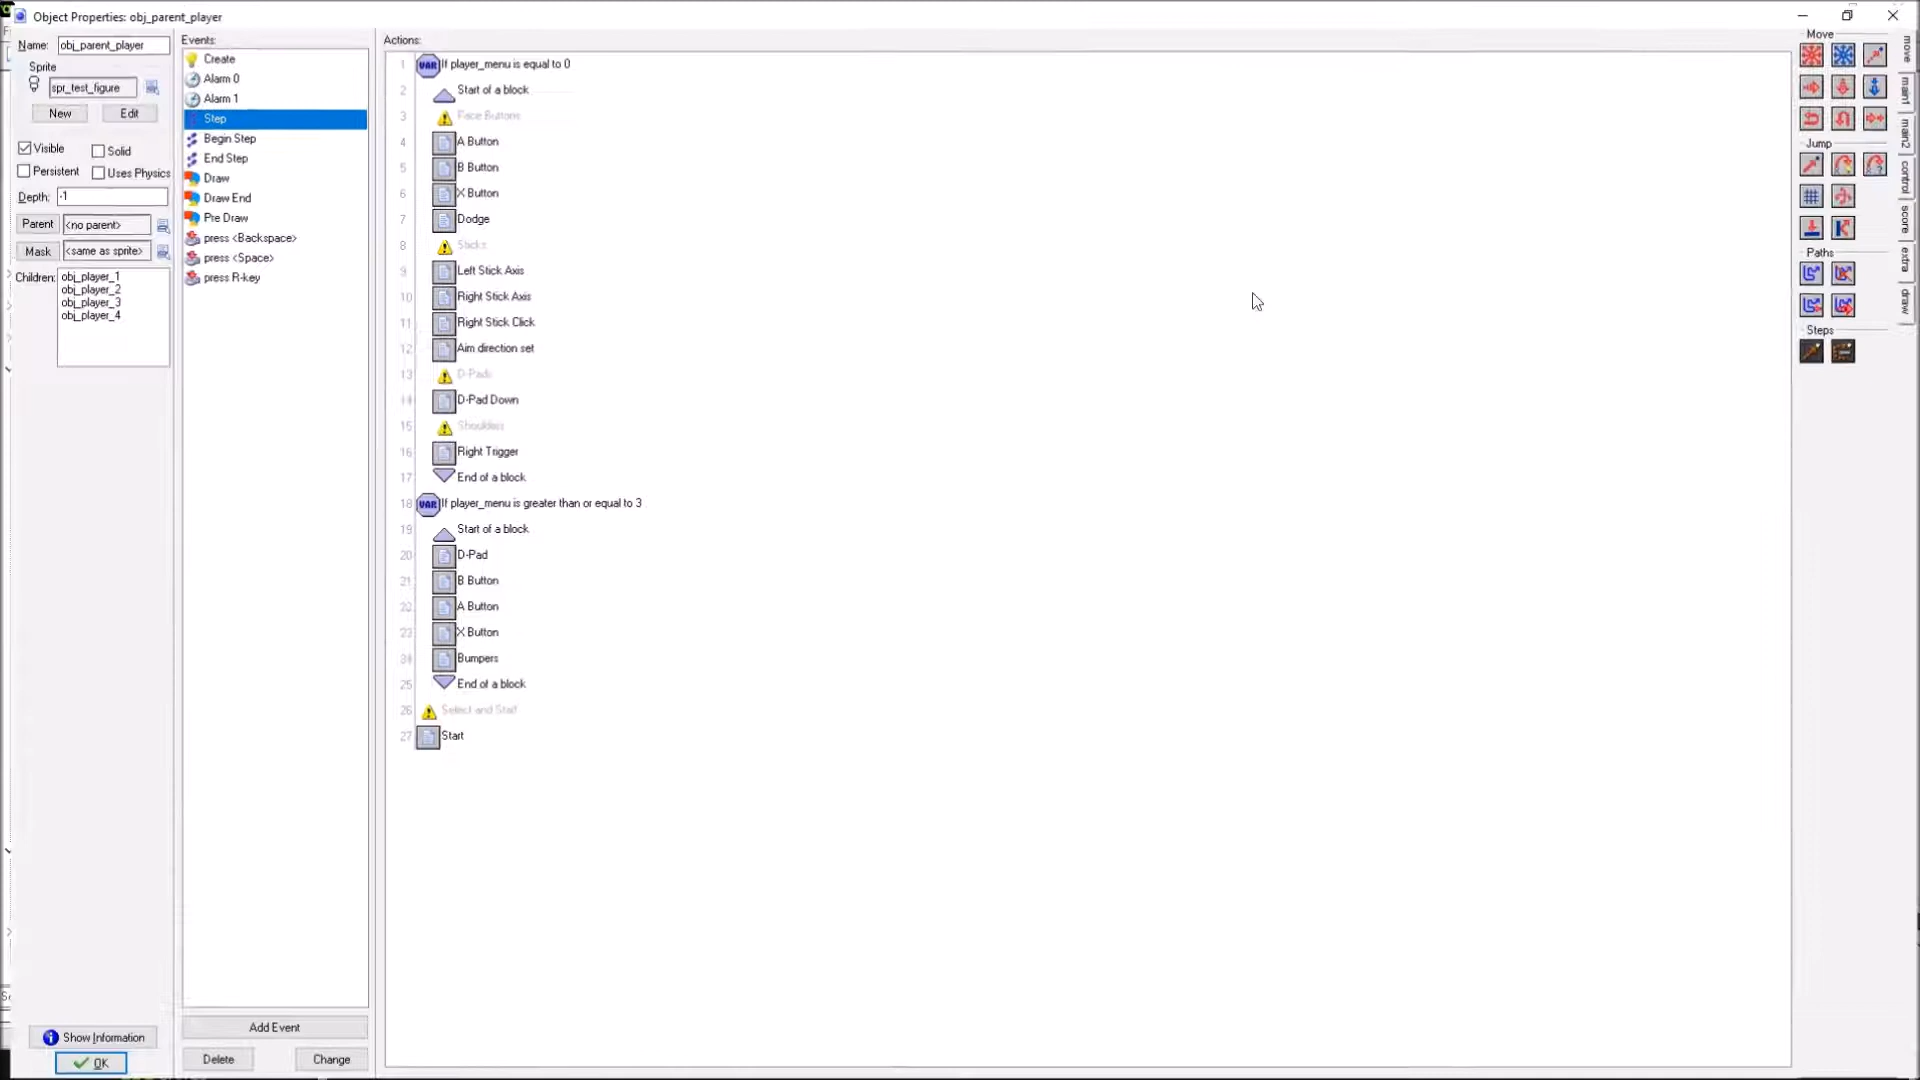 Object Properties: obj_parent_player
Name: obj_parent_player
Sprite
spr_test_figure
New Edit
Visible Solid
Persistent Uses Physics
Depth: -1
Parent <no parent>
Mask <same as sprite>
Children: obj_player_1
obj_player_2
obj_player_3
obj_player_4
Show Information
OK
Events:
Create
Alarm 0
Alarm 1
Step
Begin Step
End Step
Draw
Draw End
Pre Draw
press <Backspace>
press <Space>
press R-key
Add Event
Delete Change
Actions:
1 VAR If player_menu is equal to 0
2 Start of a block
3 Face Buttons
4 A Button
5 B Button
6 X Button
7 Dodge
8 Sticks
9 Left Stick Axis
10 Right Stick Axis
11 Right Stick Click
12 Aim direction set
13 D-Pads
14 D-Pad Down
15 Shoulders
16 Right Trigger
17 End of a block
18 VAR If player_menu is greater than or equal to 3
19 Start of a block
20 D-Pad
21 B Button
22 A Button
23 X Button
24 Bumpers
25 End of a block
26 Select and Start
27 Start
Move
Jump
Paths
Steps
move
main1
main2
control
score
extra
draw